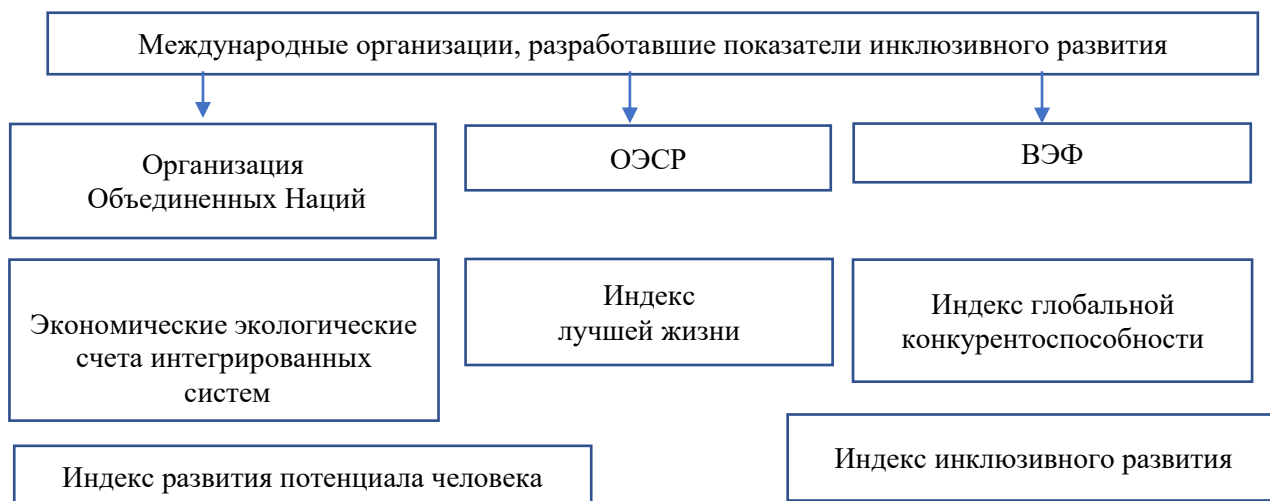 Международные организации, разработавшие показатели инклюзивного развития
Организация
Объединенных Наций
ОЭСР
ВЭФ
Экономические экологические
счета интегрированных
систем
Индекс
лучшей жизни
Индекс глобальной
конкурентоспособности
Индекс развития потенциала человека
Индекс инклюзивного развития